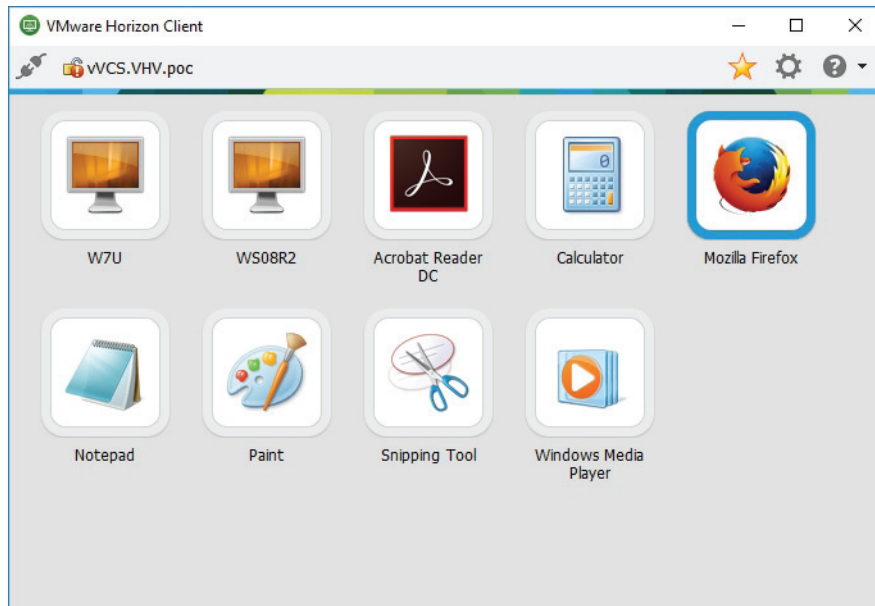 VMware Horizon Client
vVCS.VHV.poc
W7U
WS08R2
Acrobat Reader
DC
Calculator
Mozilla Firefox
Notepad
Paint
Snipping Tool
Windows Media
Player